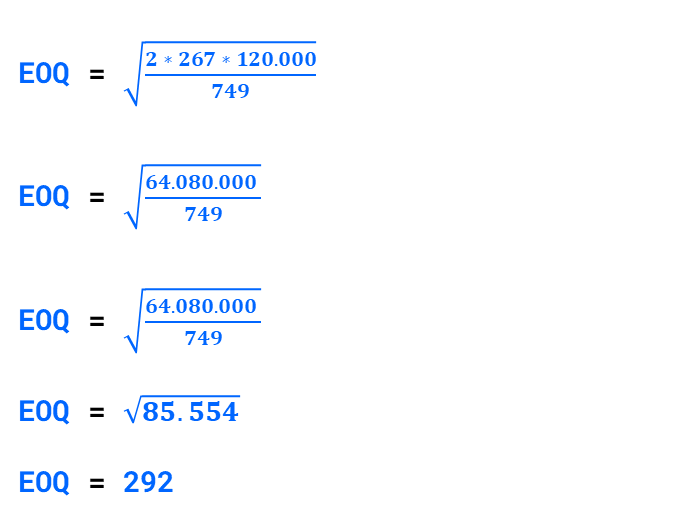 EOQ = √(2 * 267 * 120.000 / 749)
EOQ = √(64.080.000 / 749)
EOQ = √(64.080.000 / 749)
EOQ = √85.554
EOQ = 292